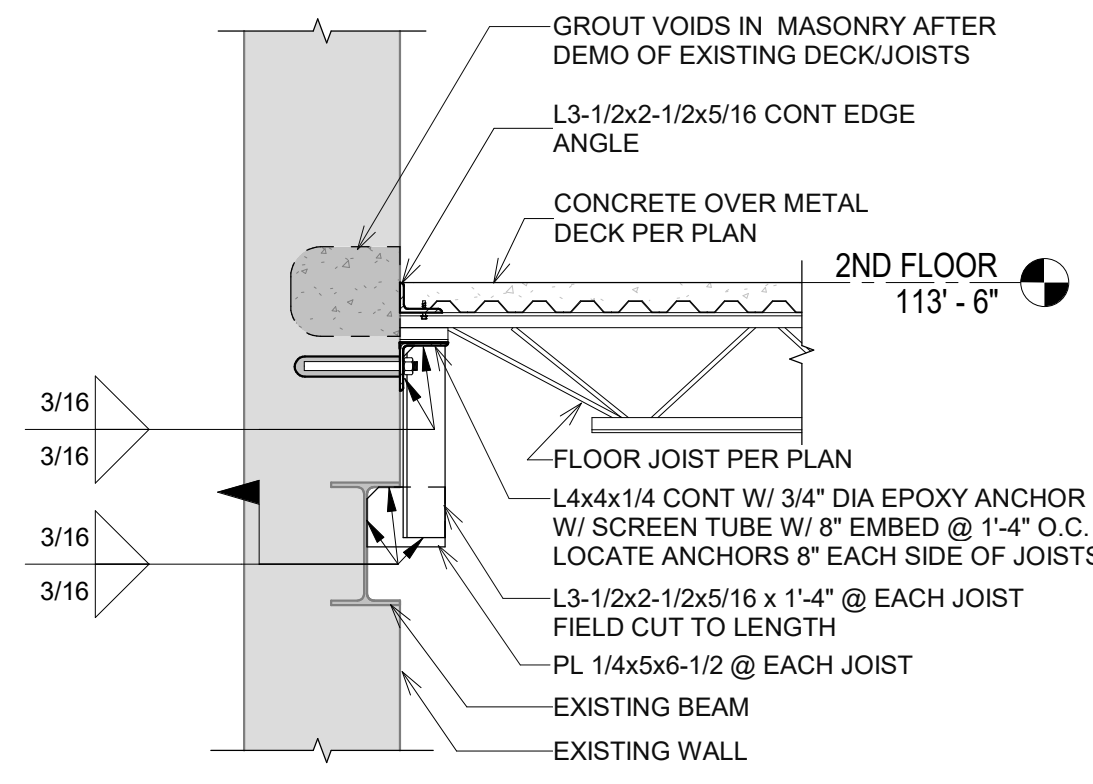 GROUT VOIDS IN MASONRY AFTER
DEMO OF EXISTING DECK/JOISTS
L3-1/2x2-1/2x5/16 CONT EDGE
ANGLE
CONCRETE OVER METAL
DECK PER PLAN
2ND FLOOR
113' - 6"
3/16
3/16
3/16
3/16
FLOOR JOIST PER PLAN
L4x4x1/4 CONT W/ 3/4" DIA EPOXY ANCHOR
W/ SCREEN TUBE W/ 8" EMBED @ 1'-4" O.C.
LOCATE ANCHORS 8" EACH SIDE OF JOISTS
L3-1/2x2-1/2x5/16 x 1'-4" @ EACH JOIST
FIELD CUT TO LENGTH
PL 1/4x5x6-1/2 @ EACH JOIST
EXISTING BEAM
EXISTING WALL